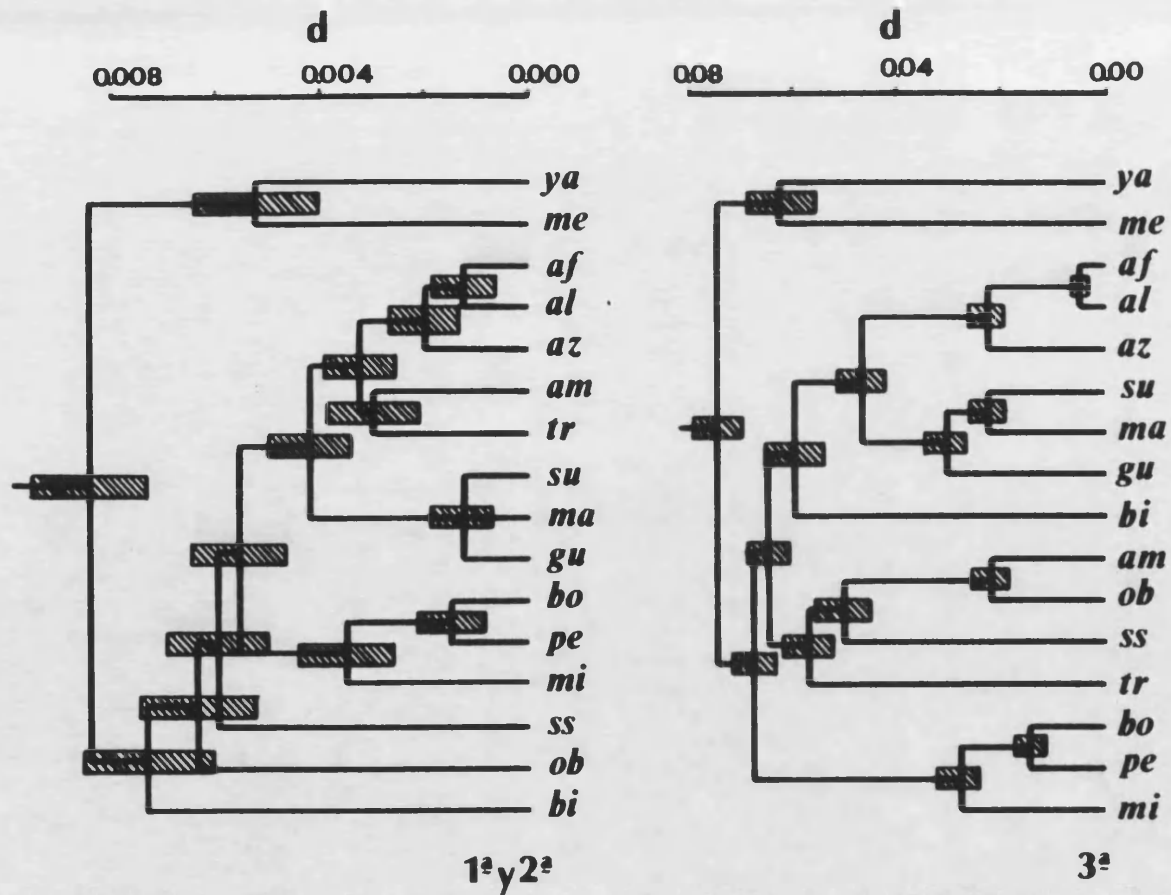 d
0.008 0.004 0.000
ya
me
af
al
az
am
tr
su
ma
gu
bo
pe
mi
ss
ob
bi
1ª y 2ª
d
0.08 0.04 0.00
ya
me
af
al
az
su
ma
gu
bi
am
ob
ss
tr
bo
pe
mi
3ª